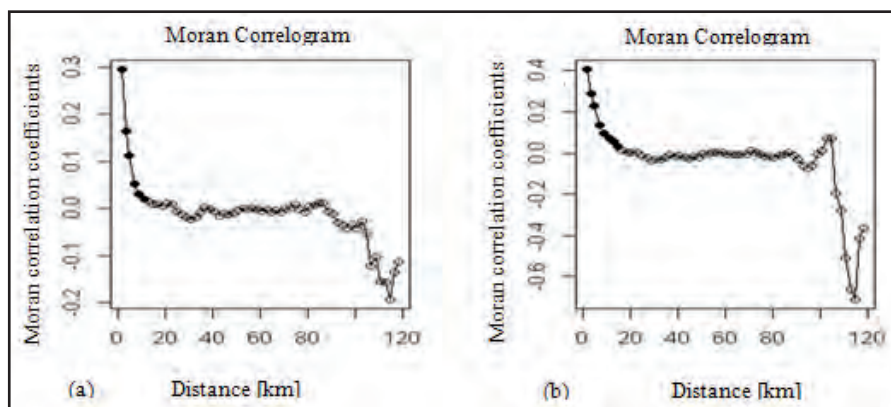 Moran Correlogram
Moran correlation coefficients
0.3
0.2
0.1
0.0
-0.1
-0.2
0 20 40 60 80 120
(a) Distance [km]
Moran Correlogram
Moran correlation coefficients
0.4
0.2
0.0
-0.2
-0.4
-0.6
0 20 40 60 80 120
(b) Distance [km]